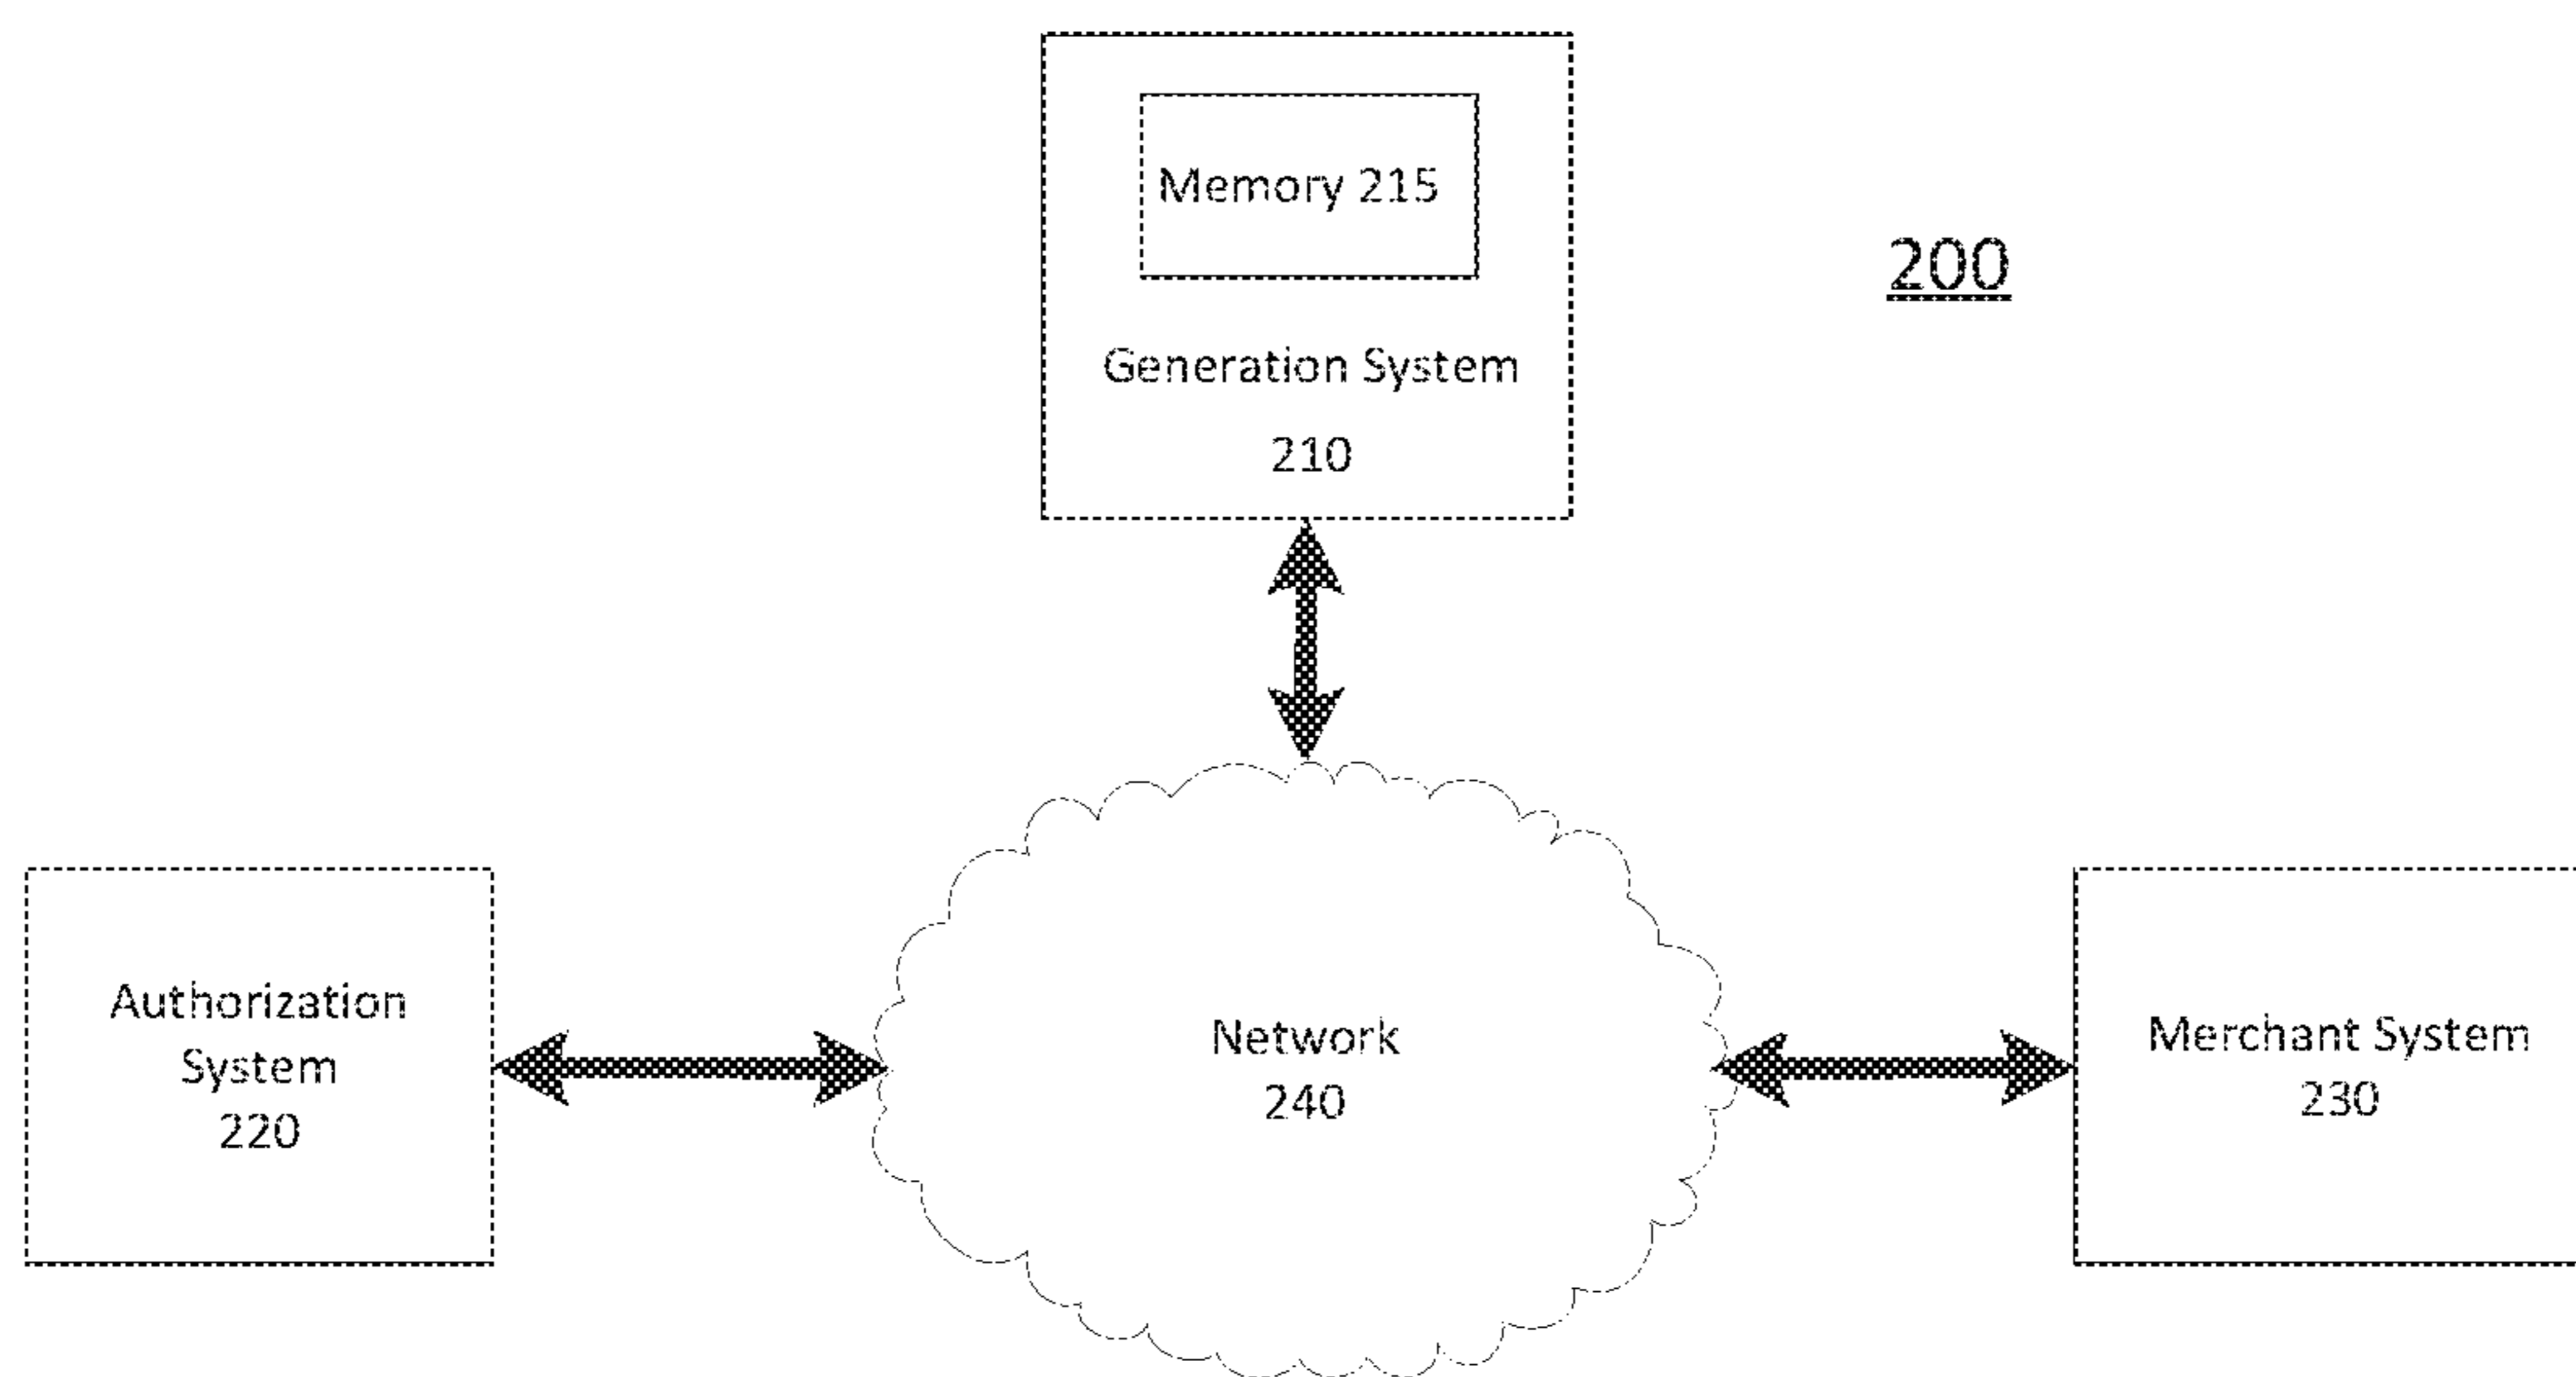 Memory 215
200
Generation System
210
Authorization
System
220
Network
240
Merchant System
230